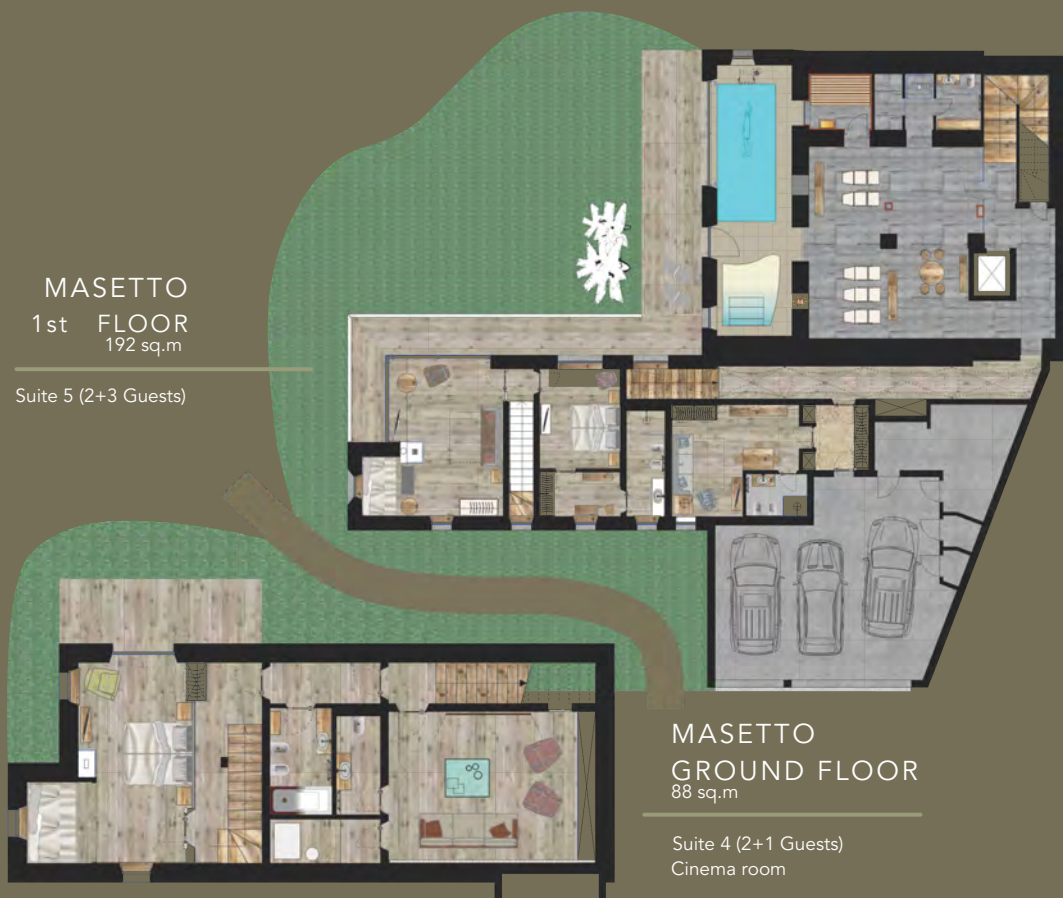 MASETTO
1st FLOOR
192 sq.m
Suite 5 (2+3 Guests)
MASETTO
GROUND FLOOR
88 sq.m
Suite 4 (2+1 Guests)
Cinema room